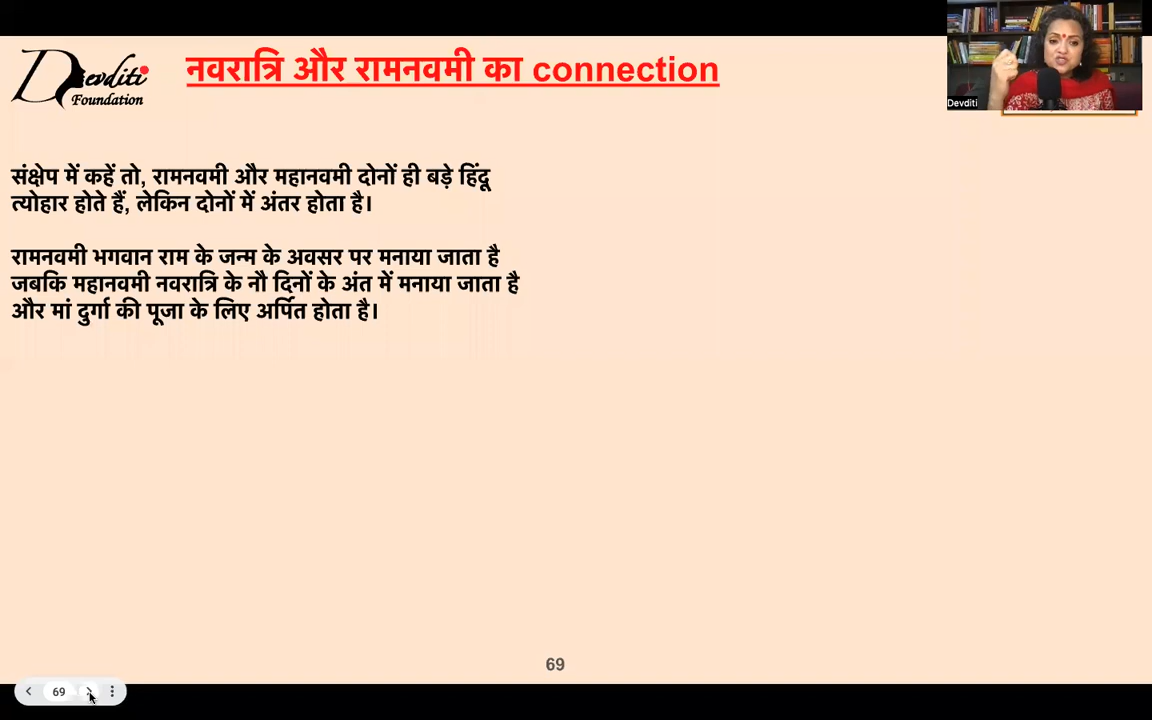 Devditi
Foundation
नवरात्रि और रामनवमी का connection
Devditi
संक्षेप में कहें तो, रामनवमी और महानवमी दोनों ही बड़े हिंदू
त्योहार होते हैं, लेकिन दोनों में अंतर होता है।
रामनवमी भगवान राम के जन्म के अवसर पर मनाया जाता है
जबकि महानवमी नवरात्रि के नौ दिनों के अंत में मनाया जाता है
और मां दुर्गा की पूजा के लिए अर्पित होता है।
69
69